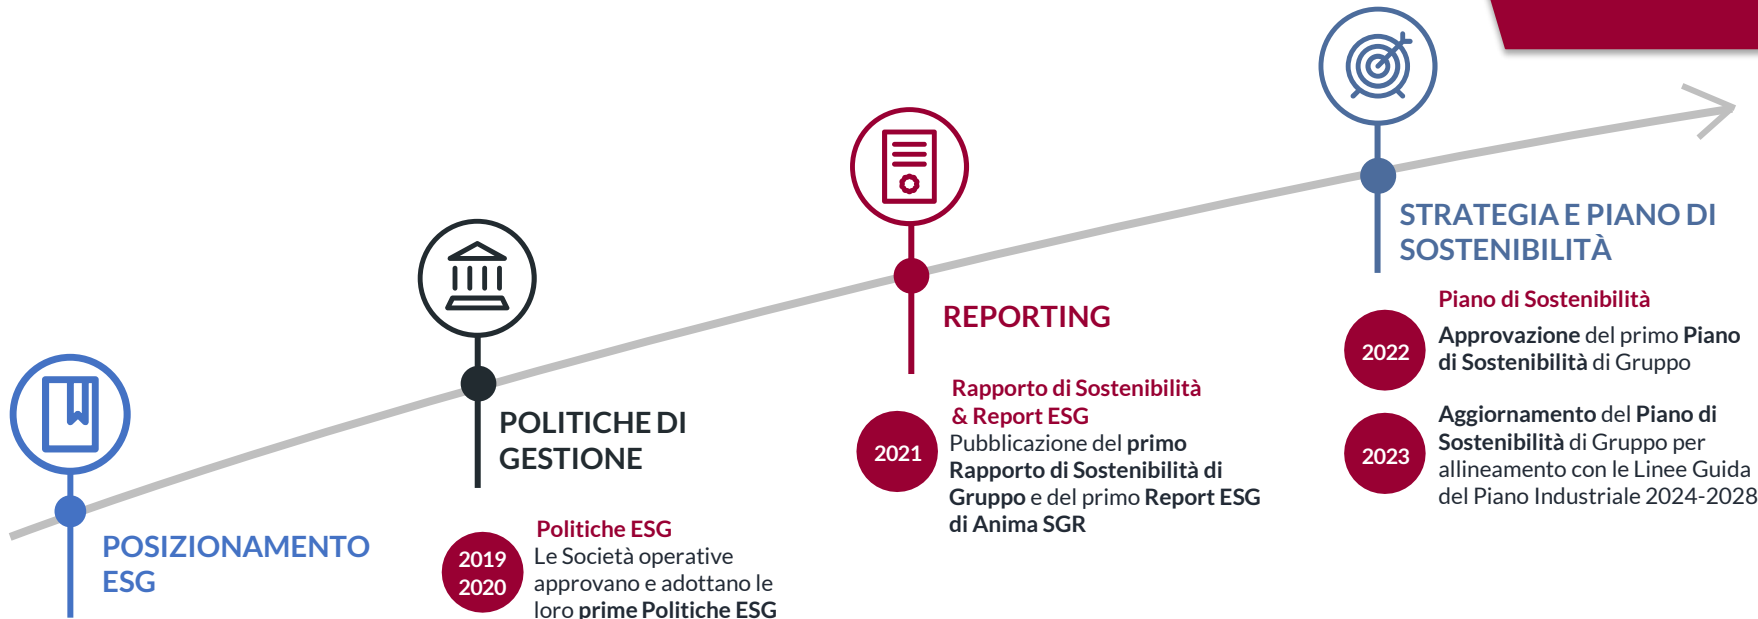 POSIZIONAMENTO
ESG
POLITICHE DI
GESTIONE
2019
2020
Politiche ESG
Le Società operative
approvano e adottano le
loro prime Politiche ESG
REPORTING
Rapporto di Sostenibilità
& Report ESG
2021
Pubblicazione del primo
Rapporto di Sostenibilità di
Gruppo e del primo Report ESG
di Anima SGR
STRATEGIA E PIANO DI
SOSTENIBILITÀ
Piano di Sostenibilità
2022
Approvazione del primo Piano
di Sostenibilità di Gruppo
2023
Aggiornamento del Piano di
Sostenibilità di Gruppo per
allineamento con le Linee Guida
del Piano Industriale 2024-2028